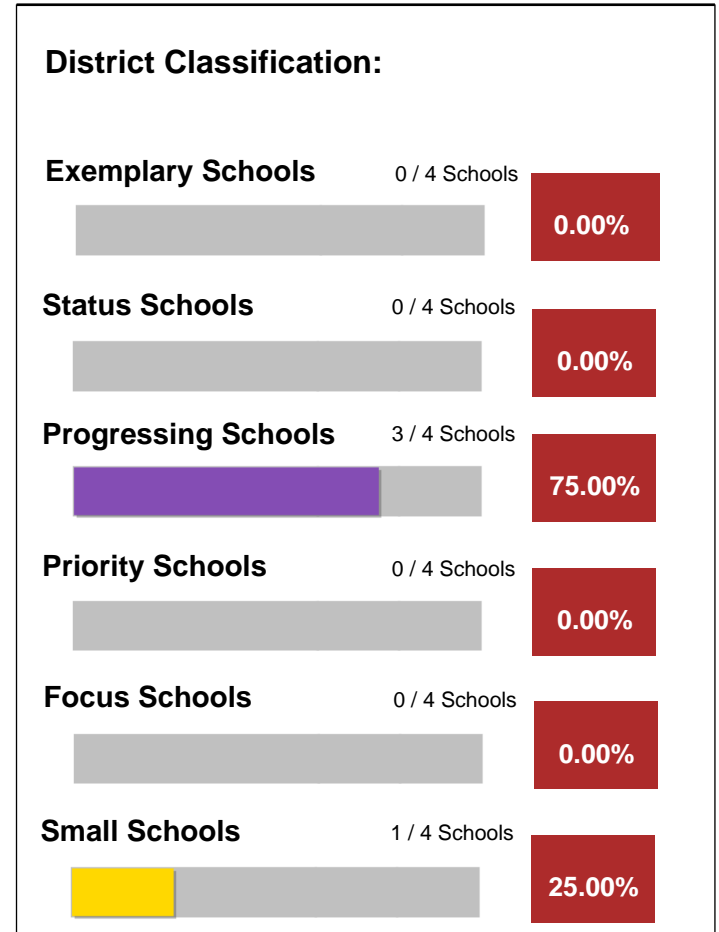 District Classification:
Exemplary Schools 0 / 4 Schools
0.00%
Status Schools 0 / 4 Schools
0.00%
Progressing Schools 3 / 4 Schools
75.00%
Priority Schools 0 / 4 Schools
0.00%
Focus Schools 0 / 4 Schools
0.00%
Small Schools 1 / 4 Schools
25.00%